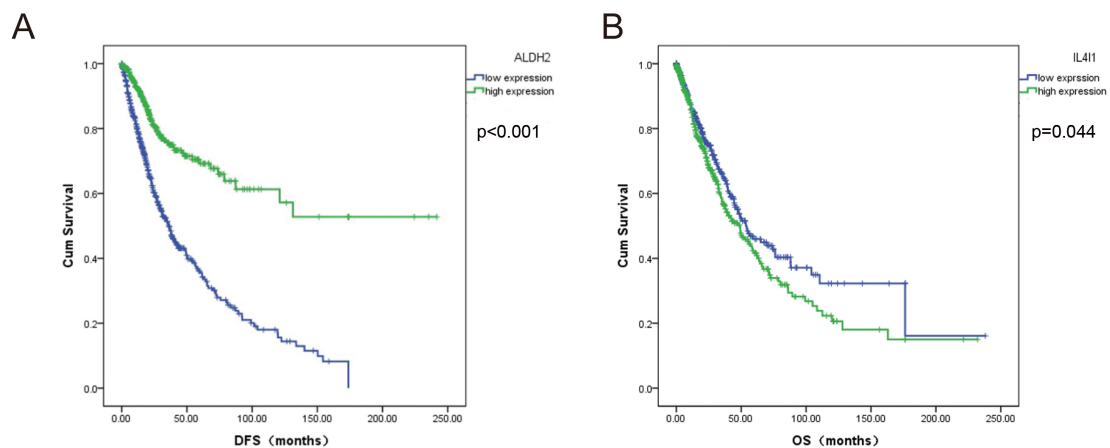 A
ALDH2
low expression
high expression
p<0.001
Cum Survival
1.0
0.8
0.6
0.4
0.2
0.0
0.00
50.00
100.00
150.00
200.00
250.00
DFS（months）
B
IL4I1
low exprssion
high expression
p=0.044
Cum Survival
1.0
0.8
0.6
0.4
0.2
0.0
0.00
50.00
100.00
150.00
200.00
250.00
OS（months）